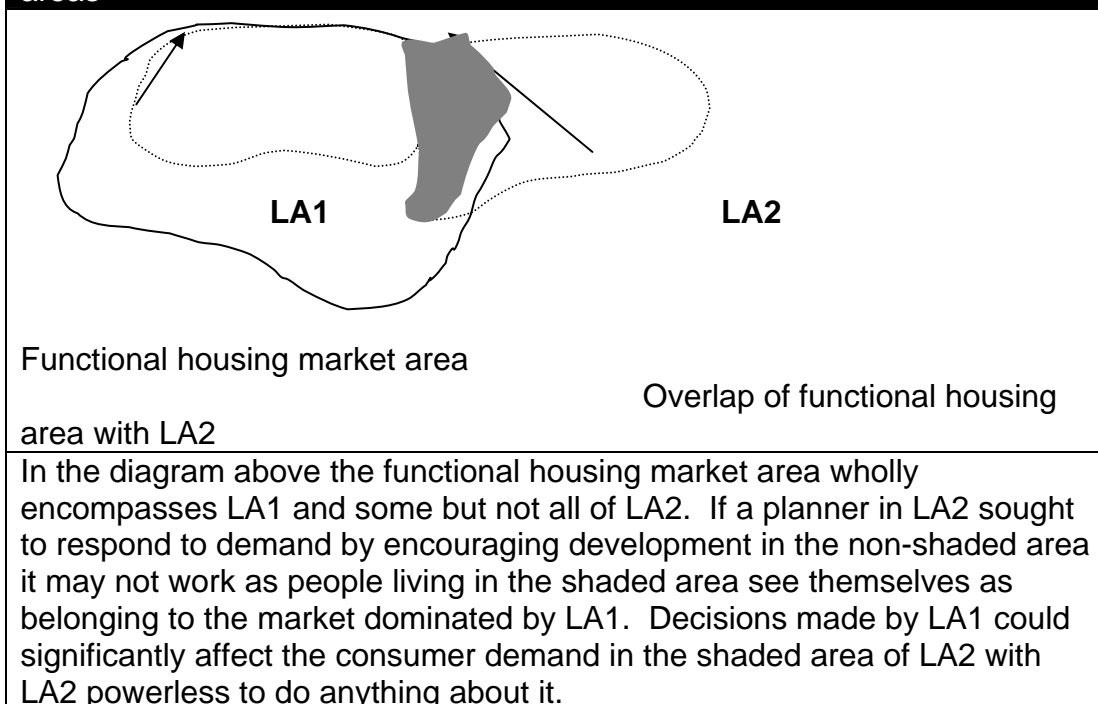 areas
LA1 LA2
Functional housing market area
Overlap of functional housing
area with LA2
In the diagram above the functional housing market area wholly
encompasses LA1 and some but not all of LA2. If a planner in LA2 sought
to respond to demand by encouraging development in the non-shaded area
it may not work as people living in the shaded area see themselves as
belonging to the market dominated by LA1. Decisions made by LA1 could
significantly affect the consumer demand in the shaded area of LA2 with
LA2 powerless to do anything about it.